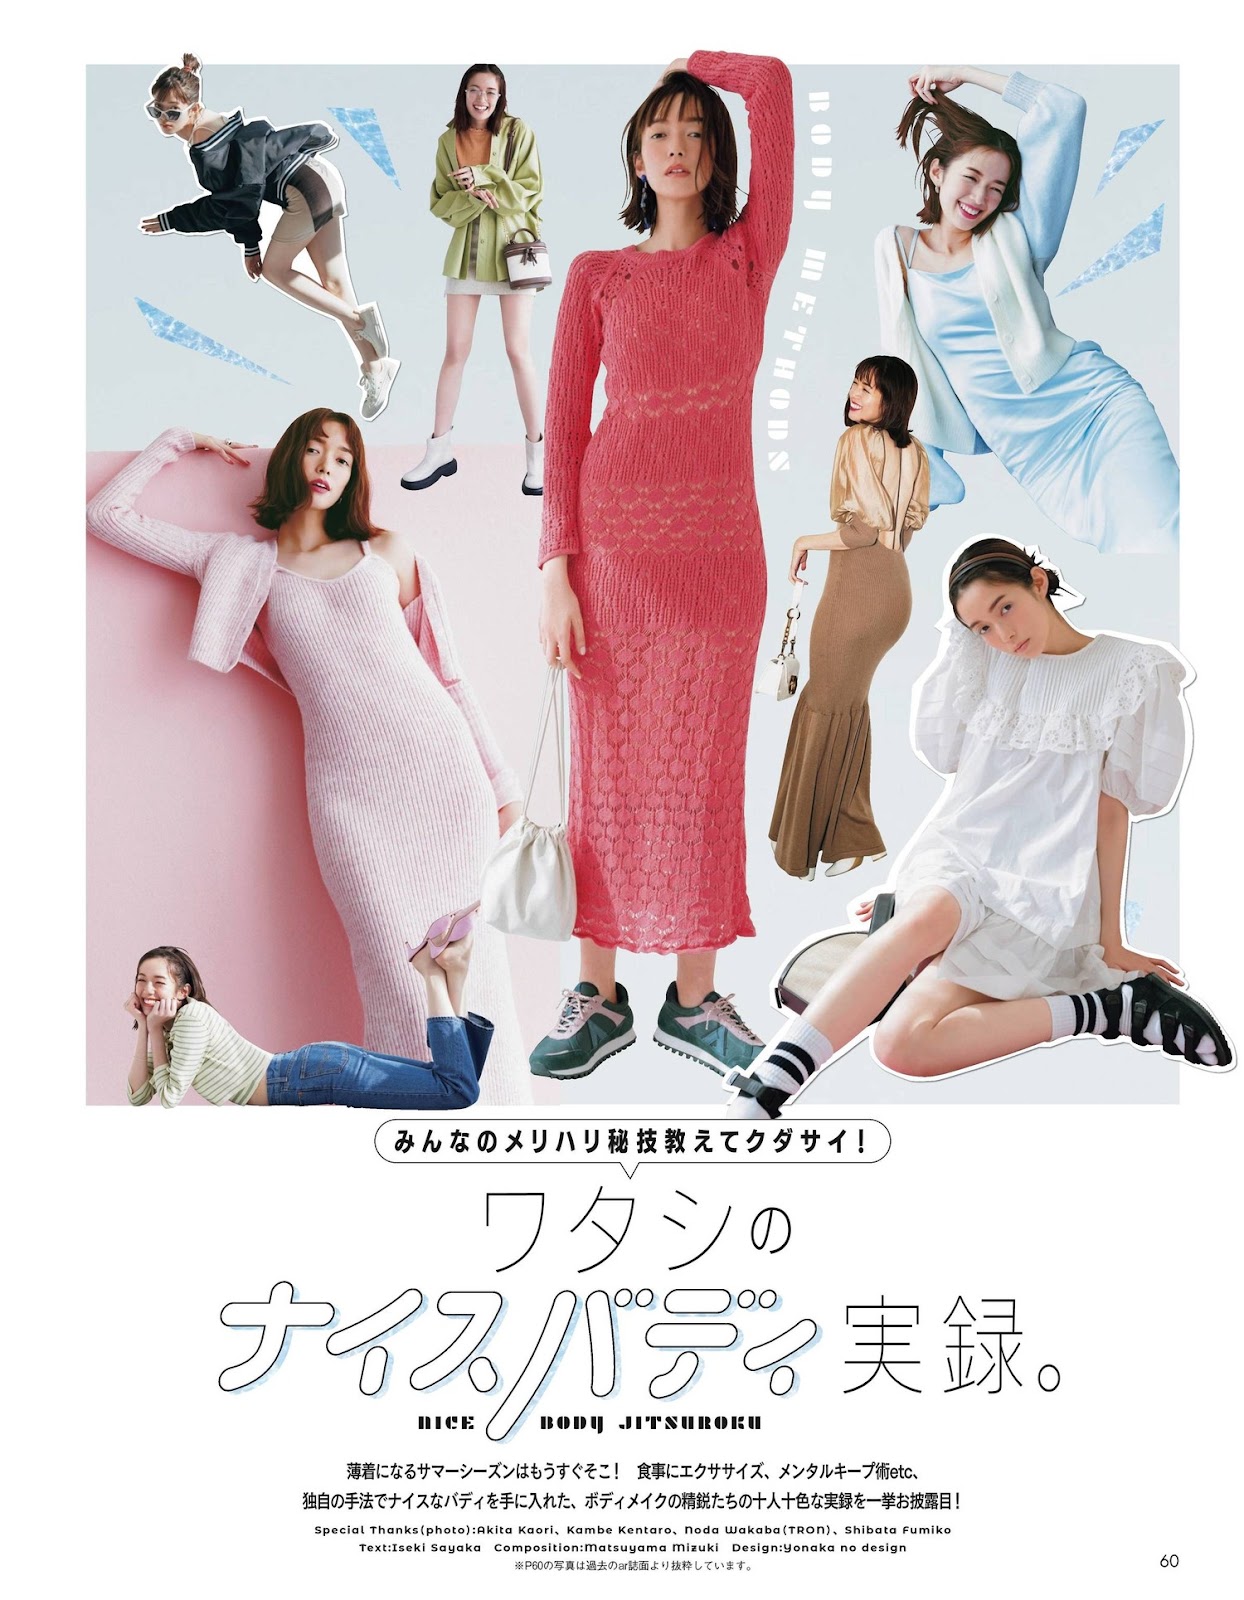 BODY METHODS
みんなのメリハリ秘技教えてクダサイ!
ワタシの
ナイスバディ実録。
NICE BODY JITSUROKU
薄着になるサマーシーズンはもうすぐそこ! 食事にエクササイズ、メンタルキープ術etc、
独自の手法でナイスなバディを手に入れた、ボディメイクの精鋭たちの十人十色な実録を一挙お披露目!
Special Thanks(photo):Akita Kaori、Kambe Kentaro、Noda Wakaba(TRON)、Shibata Fumiko
Text:Iseki Sayaka Composition:Matsuyama Mizuki Design:Yonaka no design
※P60の写真は過去のar誌面より抜粋しています。
60